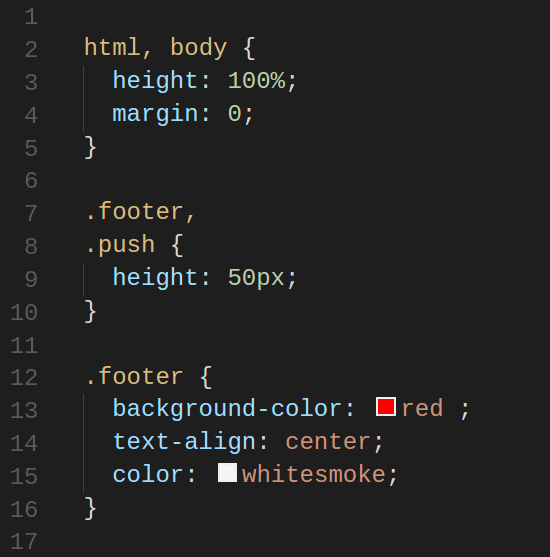 1
2 html, body {
3 height: 100%;
4 margin: 0;
5 }
6
7 .footer,
8 .push {
9 height: 50px;
10 }
11
12 .footer {
13 background-color: red ;
14 text-align: center;
15 color: whitesmoke;
16 }
17